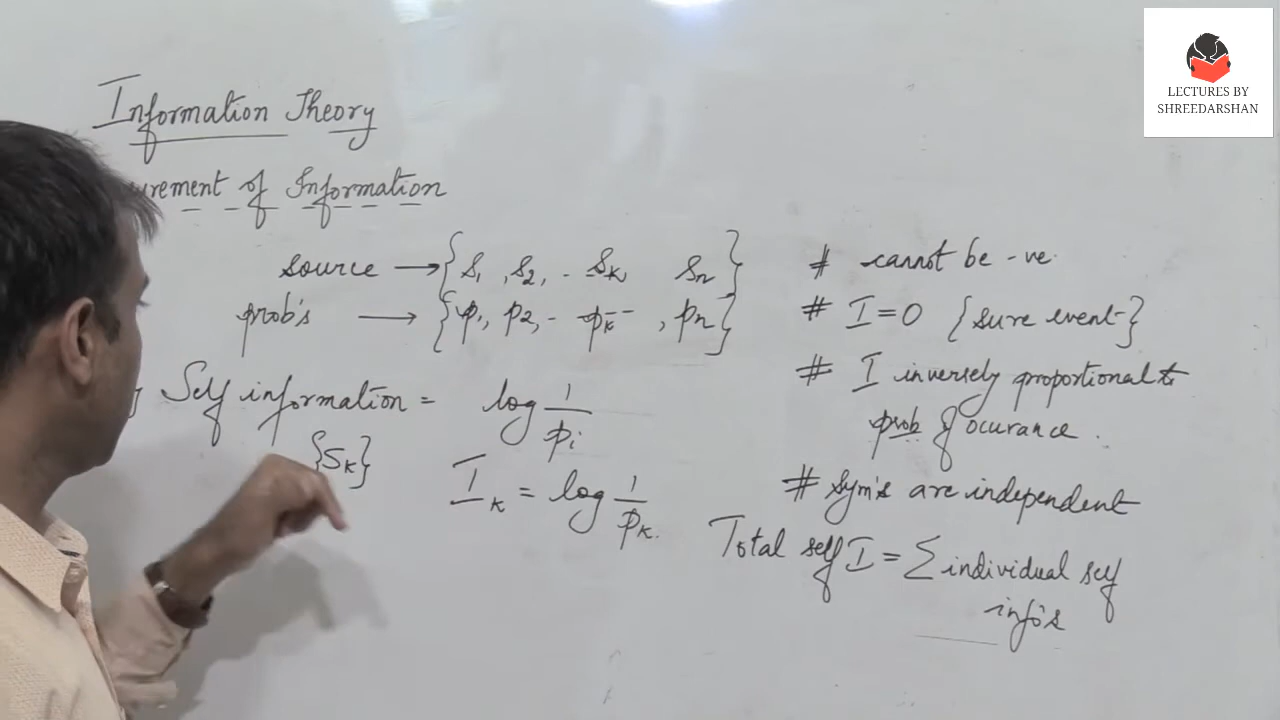 Information Theory
urement of Information
source → {S1, S2, - - SK Sn}
prob's → {p1, p2, - pK - -, pn}
Self information = log 1/pi
{SK}
IK = log 1/pK.
# cannot be -ve.
# I=0 {sure event}
# I inversely proportional to
prob of ocurance.
# Sym's are independent
Total self I = Σ individual self
info's
LECTURES BY
SHREEDARSHAN